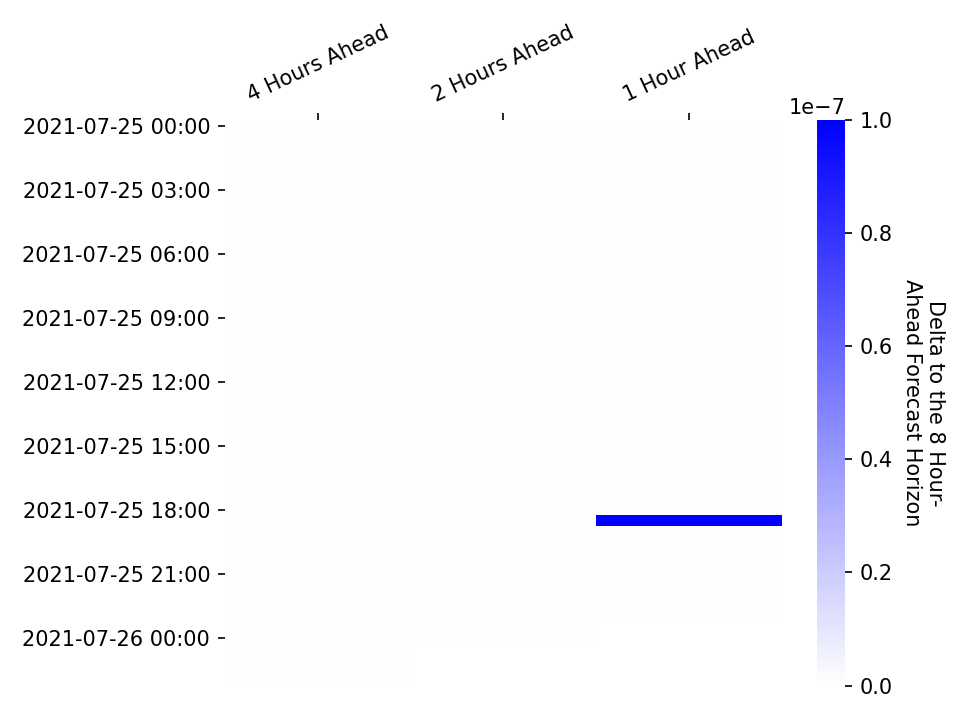 4 Hours Ahead
2 Hours Ahead
1 Hour Ahead
2021-07-25 00:00
2021-07-25 03:00
2021-07-25 06:00
2021-07-25 09:00
2021-07-25 12:00
2021-07-25 15:00
2021-07-25 18:00
2021-07-25 21:00
2021-07-26 00:00
1e−7
1.0
0.8
0.6
0.4
0.2
0.0
Delta to the 8 Hour-
Ahead Forecast Horizon